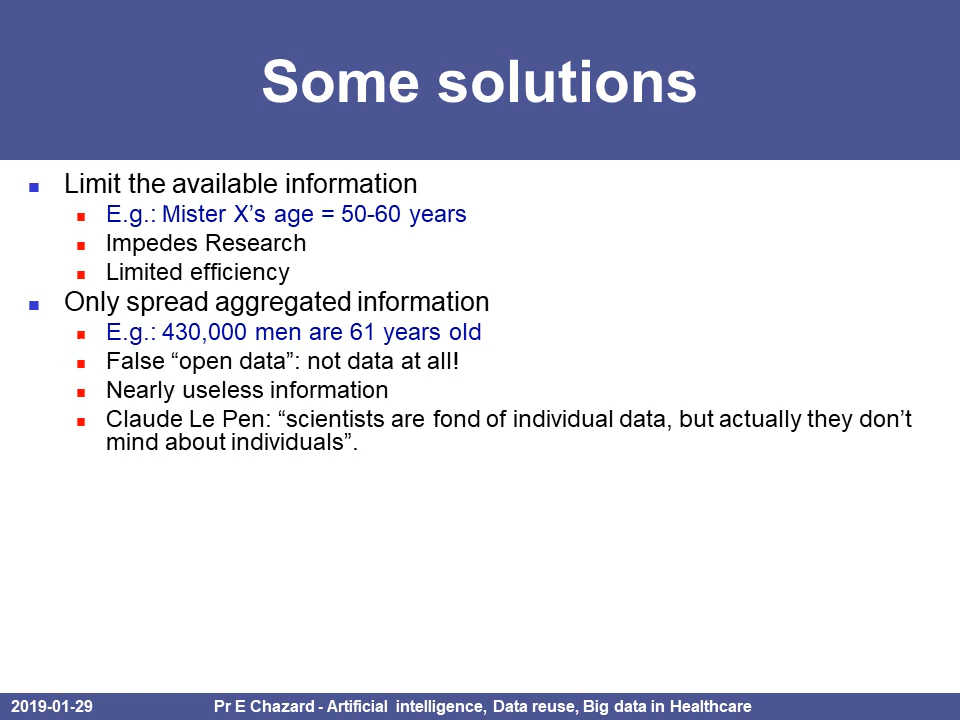 Some solutions
Limit the available information
E.g.: Mister X’s age = 50-60 years
Impedes Research
Limited efficiency
Only spread aggregated information
E.g.: 430,000 men are 61 years old
False “open data”: not data at all!
Nearly useless information
Claude Le Pen: “scientists are fond of individual data, but actually they don’t
mind about individuals”.
2019-01-29 Pr E Chazard - Artificial intelligence, Data reuse, Big data in Healthcare